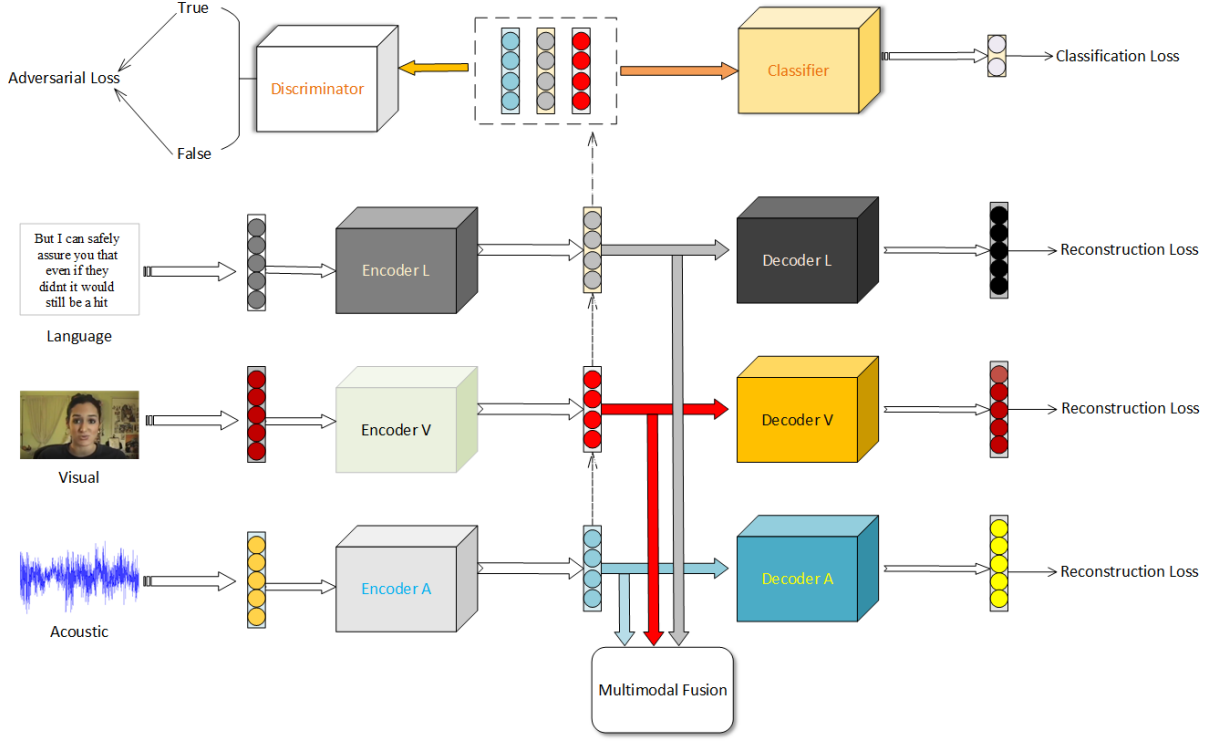 True
Adversarial Loss
False
Discriminator
Classifier
Classification Loss
But I can safely
assure you that
even if they
didnt it would
still be a hit
Language
Encoder L
Decoder L
Reconstruction Loss
Visual
Encoder V
Decoder V
Reconstruction Loss
Acoustic
Encoder A
Decoder A
Reconstruction Loss
Multimodal Fusion